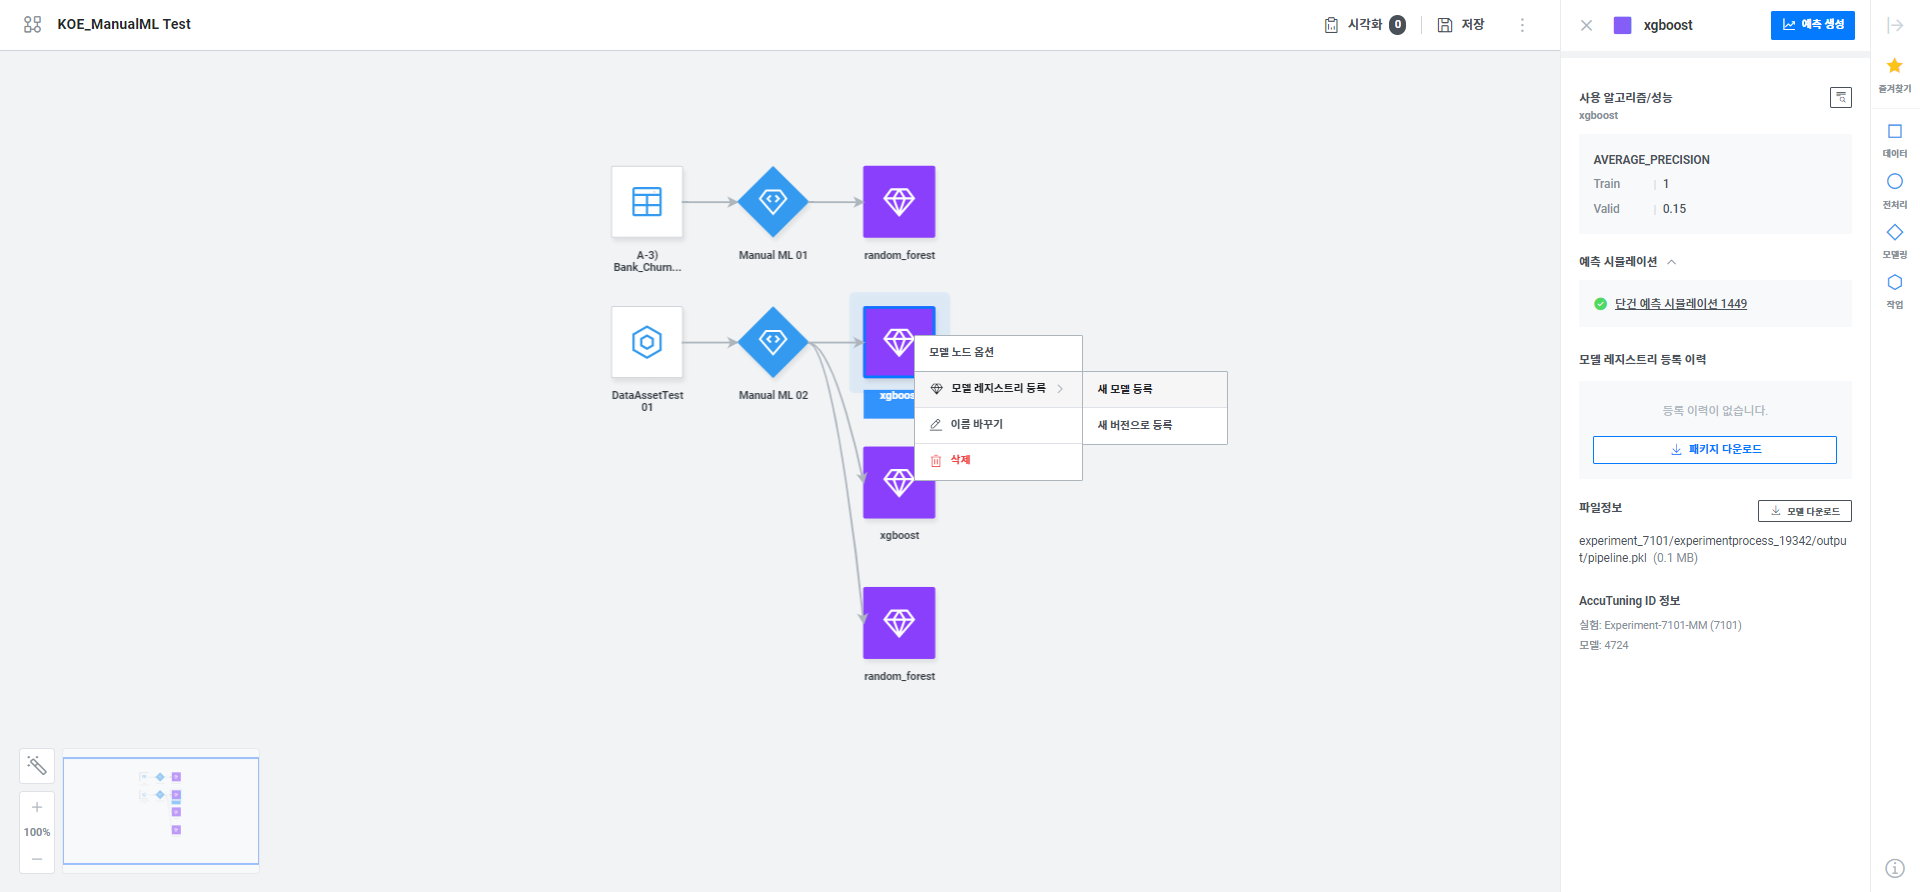 KOE_ManualML Test
시각화 0
저장
xgboost
예측 생성
즐겨찾기
데이터
전처리
모델링
작업
사용 알고리즘/성능
xgboost
AVERAGE_PRECISION
Train 1
Valid 0.15
예측 시뮬레이션
단건 예측 시뮬레이션 1449
모델 레지스트리 등록 이력
등록 이력이 없습니다.
패키지 다운로드
파일정보
모델 다운로드
experiment_7101/experimentprocess_19342/outpu
t/pipeline.pkl (0.1 MB)
AccuTuning ID 정보
실험: Experiment-7101-MM (7101)
모델: 4724
A-3)
Bank_Churn...
Manual ML 01
random_forest
DataAssetTest
01
Manual ML 02
xgboos
모델 노드 옵션
모델 레지스트리 등록
이름 바꾸기
삭제
새 모델 등록
새 버전으로 등록
xgboost
random_forest
100%